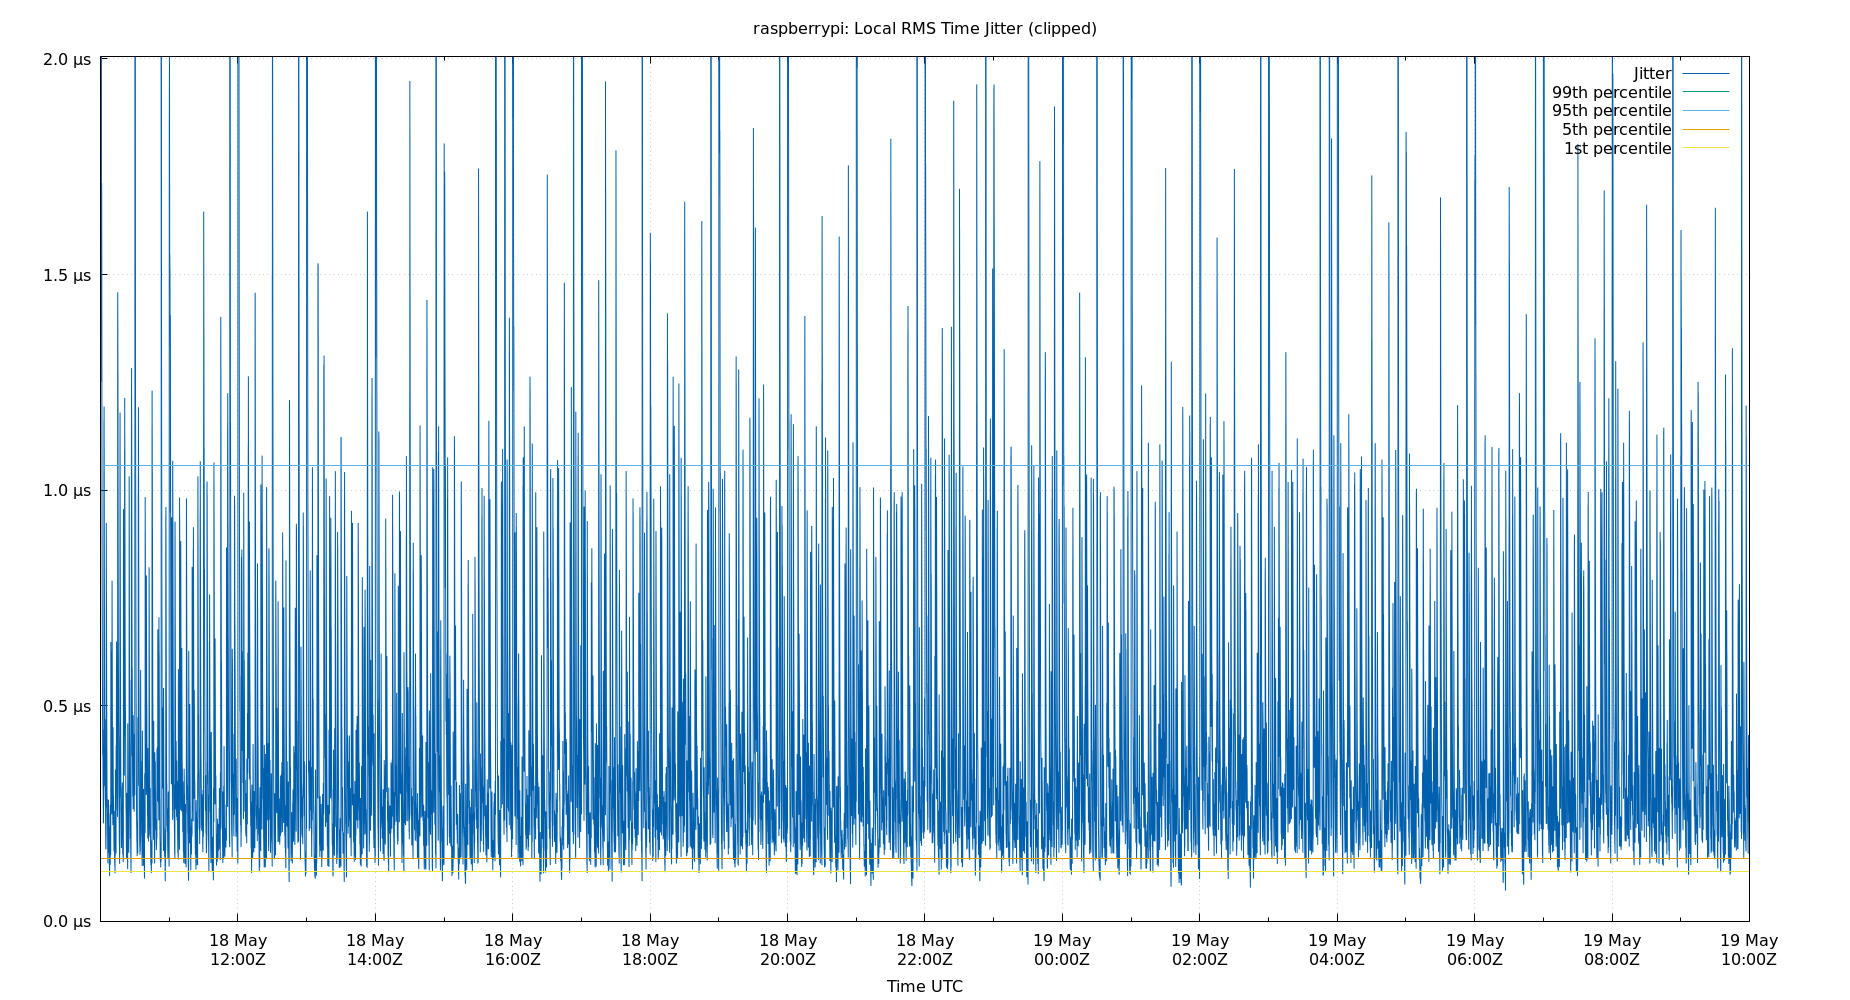 raspberrypi: Local RMS Time Jitter (clipped)
2.0 µs
1.5 µs
1.0 µs
0.5 µs
0.0 µs
Jitter
99th percentile
95th percentile
5th percentile
1st percentile
18 May 18 May 18 May 18 May 18 May 18 May 19 May 19 May 19 May 19 May 19 May 19 May
12:00Z 14:00Z 16:00Z 18:00Z 20:00Z 22:00Z 00:00Z 02:00Z 04:00Z 06:00Z 08:00Z 10:00Z
Time UTC